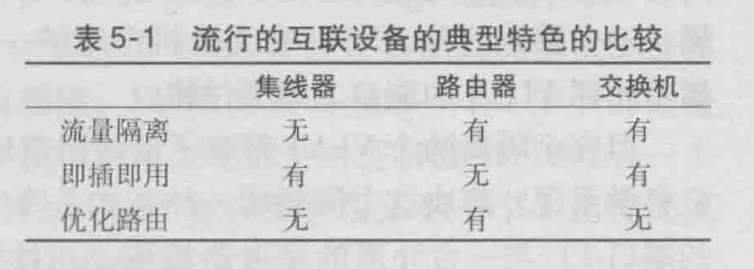 表5-1 流行的互联设备的典型特色的比较
集线器 路由器 交换机
流量隔离 无 有 有
即插即用 有 无 有
优化路由 无 有 无